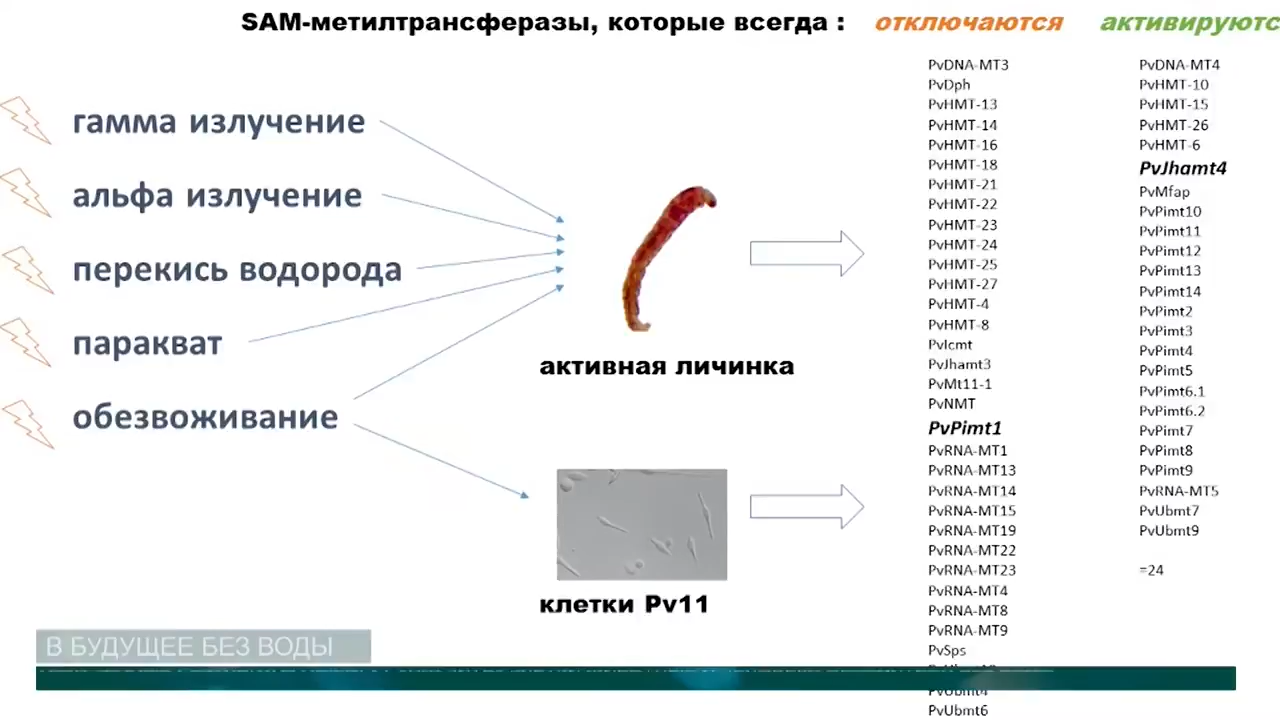 SAM-метилтрансферазы, которые всегда : отключаются активируютс
гамма излучение
альфа излучение
перекись водорода
паракват
обезвоживание
активная личинка
клетки Pv11
PvDNA-MT3
PvDph
PvHMT-13
PvHMT-14
PvHMT-16
PvHMT-18
PvHMT-21
PvHMT-22
PvHMT-23
PvHMT-24
PvHMT-25
PvHMT-27
PvHMT-4
PvHMT-8
PvIcmt
PvJhamt3
PvMt11-1
PvNMT
PvPimt1
PvRNA-MT1
PvRNA-MT13
PvRNA-MT14
PvRNA-MT15
PvRNA-MT19
PvRNA-MT22
PvRNA-MT23
PvRNA-MT4
PvRNA-MT8
PvRNA-MT9
PvSps
PvUbmt4
PvUbmt6
PvDNA-MT4
PvHMT-10
PvHMT-15
PvHMT-26
PvHMT-6
PvJhamt4
PvMfap
PvPimt10
PvPimt11
PvPimt12
PvPimt13
PvPimt14
PvPimt2
PvPimt3
PvPimt4
PvPimt5
PvPimt6.1
PvPimt6.2
PvPimt7
PvPimt8
PvPimt9
PvRNA-MT5
PvUbmt7
PvUbmt9
=24
В БУДУЩЕЕ БЕЗ ВОДЫ